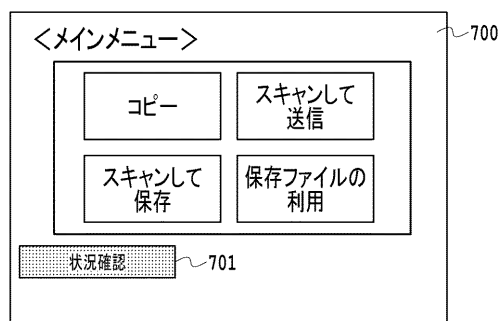 ＜メインメニュー＞
700
コピー
スキャンして
送信
スキャンして
保存
保存ファイルの
利用
状況確認
701